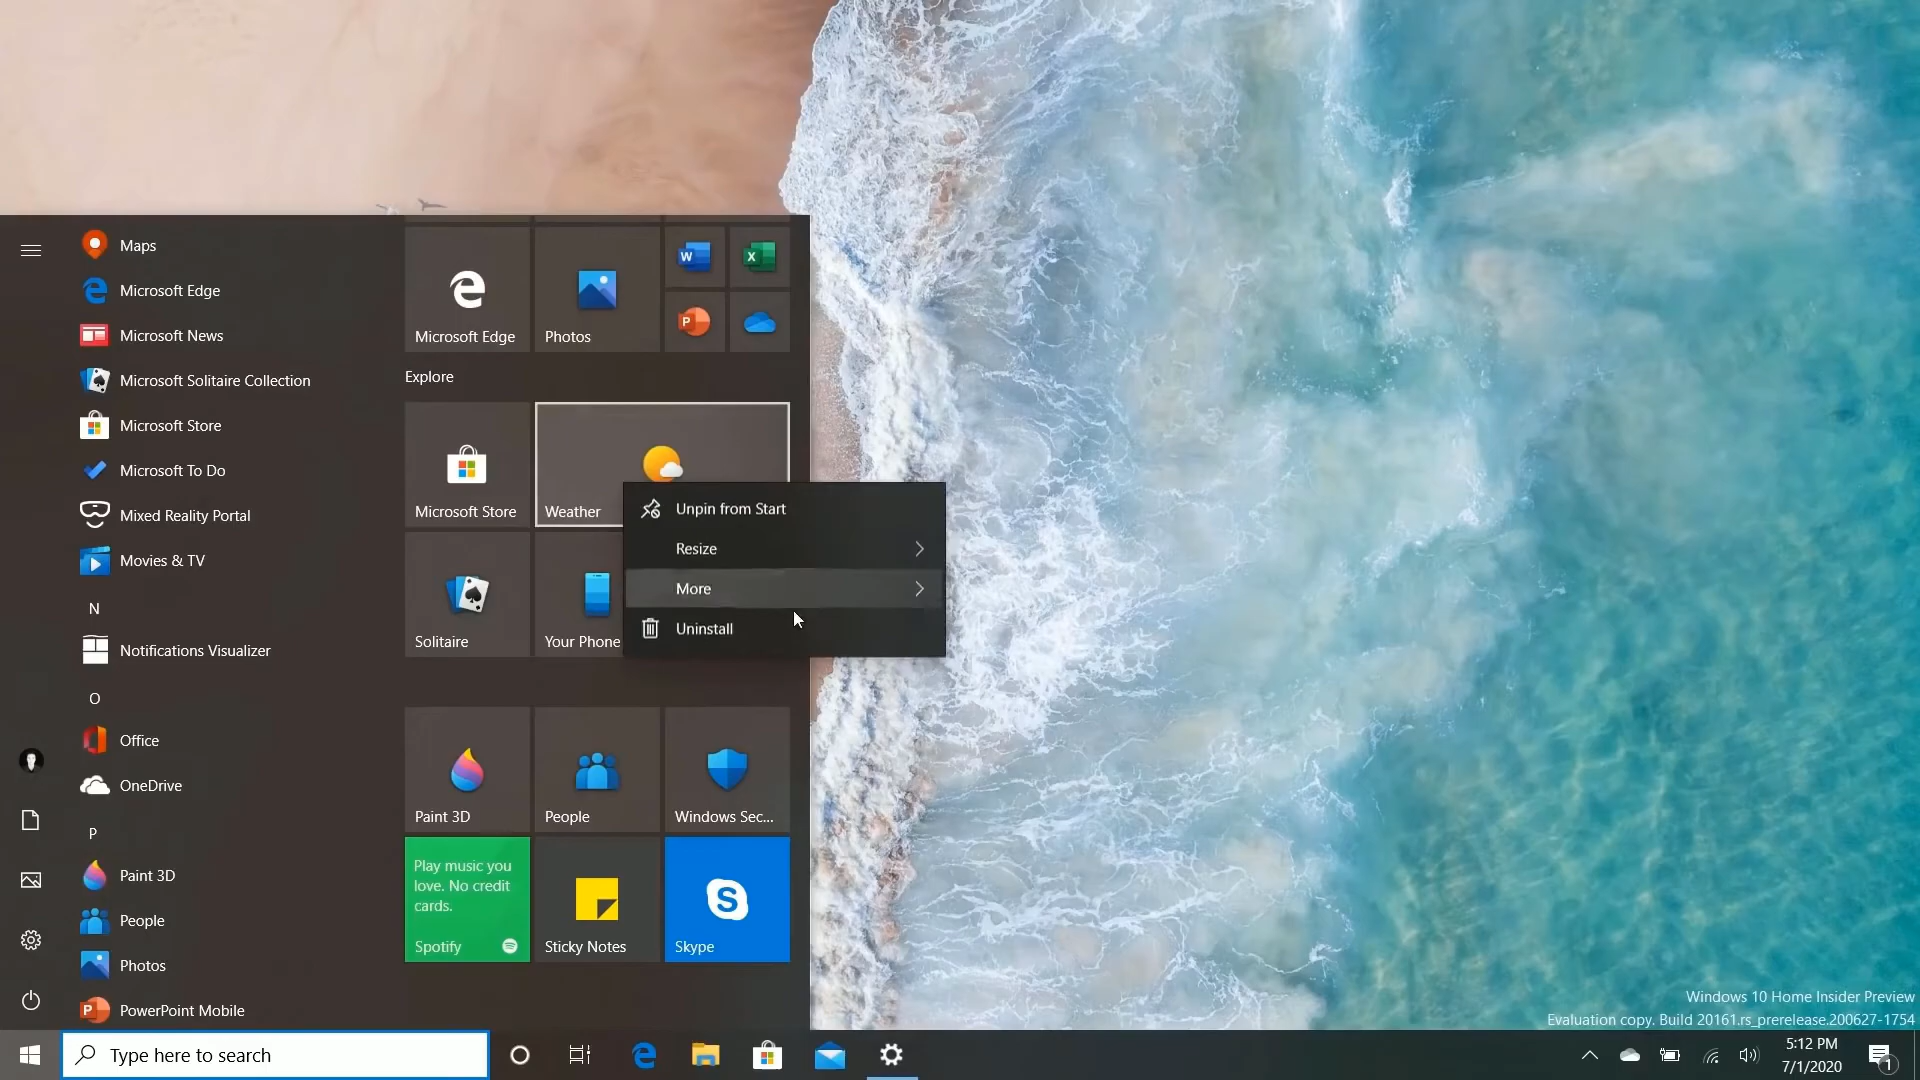 Maps
Microsoft Edge
Microsoft News
Microsoft Solitaire Collection
Microsoft Store
Microsoft To Do
Mixed Reality Portal
Movies & TV
N
Notifications Visualizer
O
Office
OneDrive
P
Paint 3D
People
Photos
PowerPoint Mobile
Microsoft Edge
Photos
W
X
P
Explore
Microsoft Store
Weather
Solitaire
Your Phone
Unpin from Start
Resize
More
Uninstall
Paint 3D
People
Windows Sec...
Play music you
love. No credit
cards.
Spotify
Sticky Notes
S
Skype
Windows 10 Home Insider Preview
Evaluation copy. Build 20161.rs_prerelease.200627-1754
Type here to search
5:12 PM
7/1/2020
1